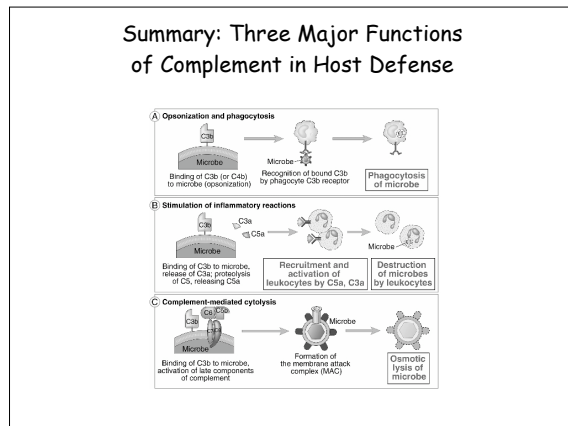 Summary: Three Major Functions
of Complement in Host Defense
A Opsonization and phagocytosis
C3b
Microbe
Binding of C3b (or C4b)
to microbe (opsonization)
Microbe
Recognition of bound C3b
by phagocyte C3b receptor
Phagocytosis
of microbe
B Stimulation of inflammatory reactions
C3b
C3a
C5a
Microbe
Binding of C3b to microbe,
release of C3a; proteolysis
of C5, releasing C5a
Recruitment and
activation of
leukocytes by C5a, C3a
Microbe
Destruction
of microbes
by leukocytes
C Complement-mediated cytolysis
C3b
C6
C5b
Microbe
Binding of C3b to microbe,
activation of late components
of complement
Microbe
Formation of
the membrane attack
complex (MAC)
Osmotic
lysis of
microbe